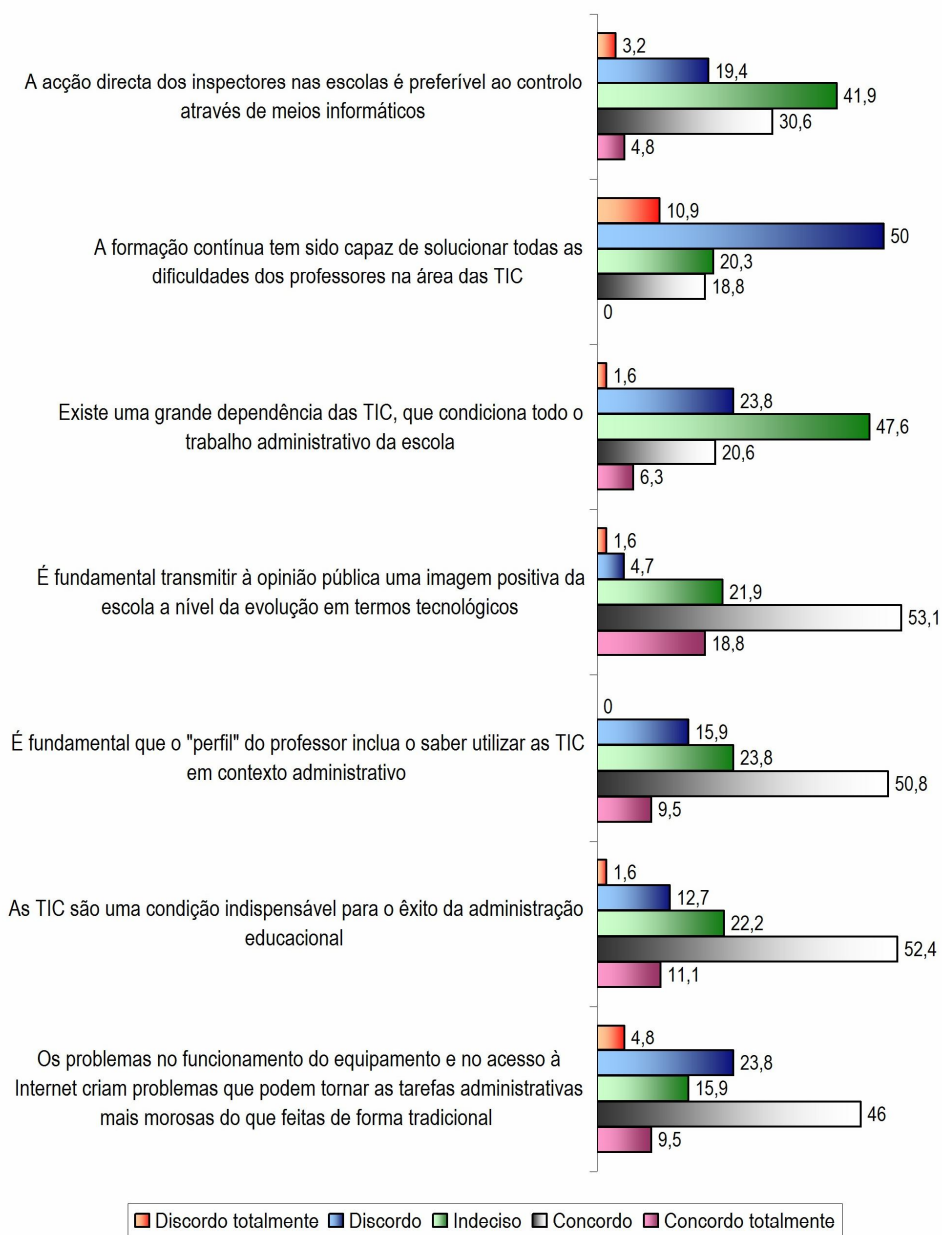 3,2
19,4
A acção directa dos inspectores nas escolas é preferível ao controlo
através de meios informáticos
41,9
30,6
4,8
10,9
50
A formação contínua tem sido capaz de solucionar todas as
dificuldades dos professores na área das TIC
20,3
18,8
0
1,6
23,8
Existe uma grande dependência das TIC, que condiciona todo o
trabalho administrativo da escola
47,6
20,6
6,3
1,6
4,7
É fundamental transmitir à opinião pública uma imagem positiva da
escola a nível da evolução em termos tecnológicos
21,9
53,1
18,8
0
15,9
É fundamental que o "perfil" do professor inclua o saber utilizar as TIC
em contexto administrativo
23,8
50,8
9,5
1,6
12,7
As TIC são uma condição indispensável para o êxito da administração
educacional
22,2
52,4
11,1
4,8
23,8
Os problemas no funcionamento do equipamento e no acesso à
Internet criam problemas que podem tornar as tarefas administrativas
mais morosas do que feitas de forma tradicional
15,9
46
9,5
Discordo totalmente Discordo Indeciso Concordo Concordo totalmente